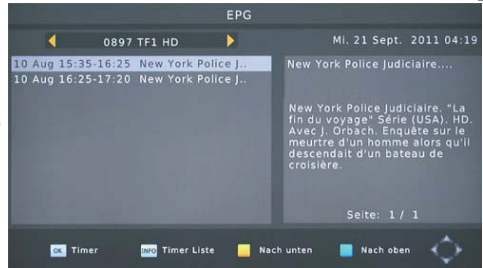 EPG
0897 TF1 HD
Mi. 21 Sept. 2011 04:19
10 Aug 15:35-16:25 New York Police J..
10 Aug 16:25-17:20 New York Police J..
New York Police Judiciaire....
New York Police Judiciaire. "La
fin du voyage" Série (USA). HD.
Avec J. Orbach. Enquête sur le
meurtre d'un homme alors qu'il
descendait d'un bateau de
croisière.
Seite: 1 / 1
OK Timer
INFO Timer Liste
Nach unten
Nach oben